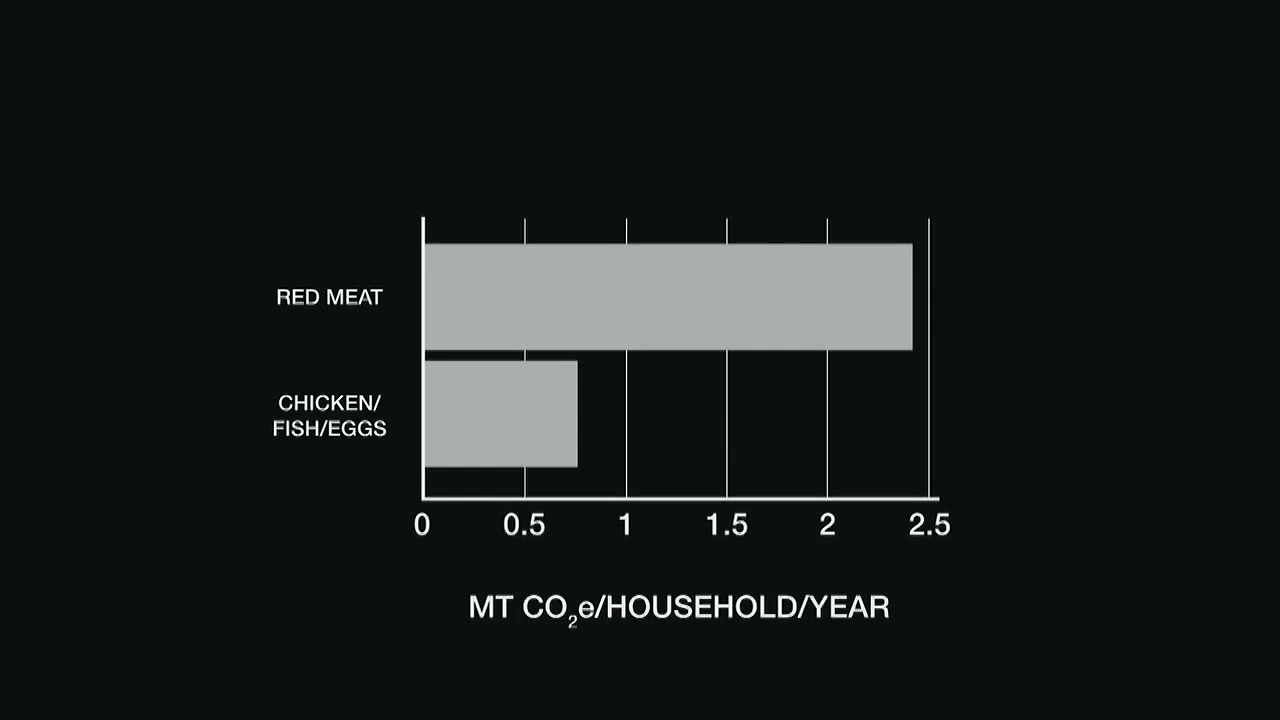 RED MEAT
CHICKEN/
FISH/EGGS
0 0.5 1 1.5 2 2.5
MT CO₂e/HOUSEHOLD/YEAR